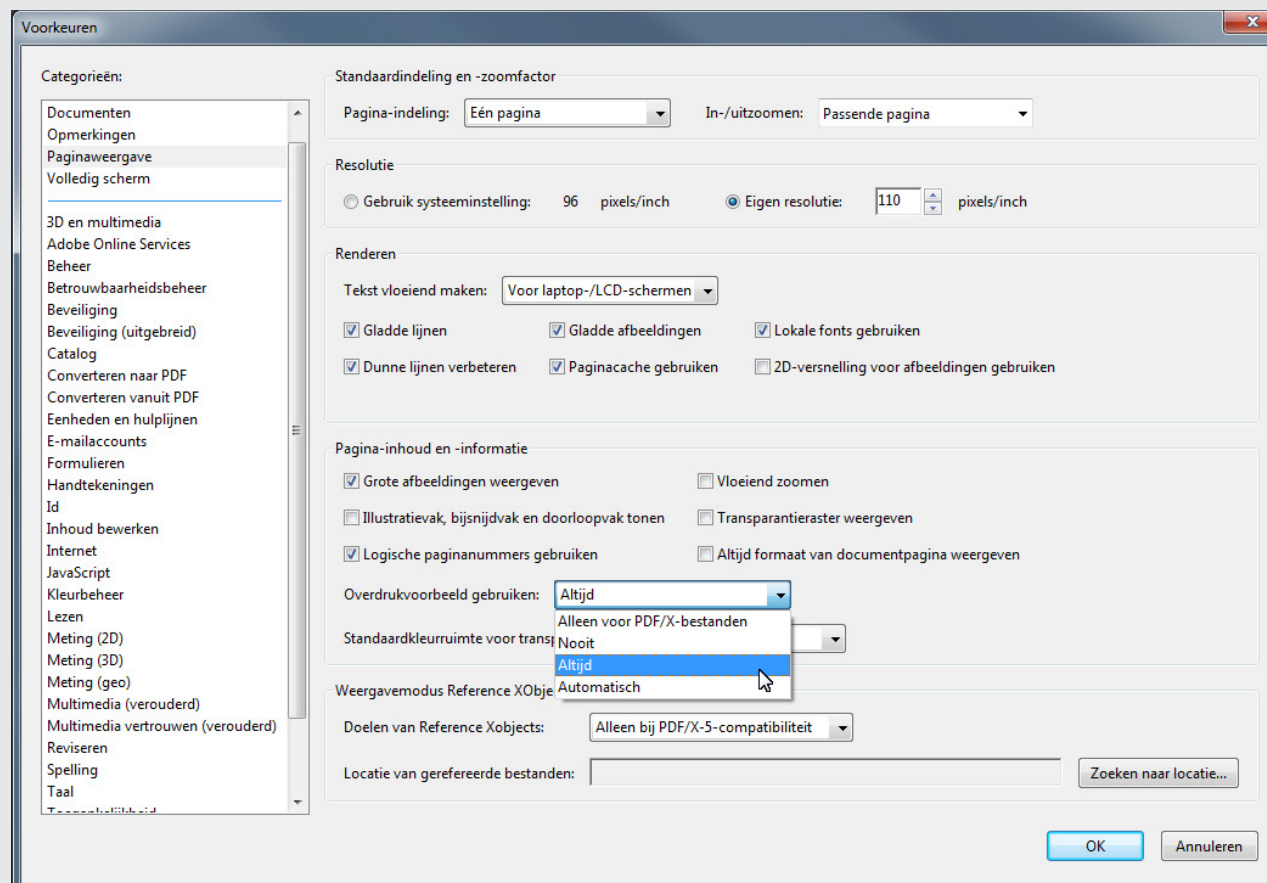 Voorkeuren
Categorieën:
Documenten
Opmerkingen
Paginaweergave
Volledig scherm
3D en multimedia
Adobe Online Services
Beheer
Betrouwbaarheidsbeheer
Beveiliging
Beveiliging (uitgebreid)
Catalog
Converteren naar PDF
Converteren vanuit PDF
Eenheden en hulplijnen
E-mailaccounts
Formulieren
Handtekeningen
Id
Inhoud bewerken
Internet
JavaScript
Kleurbeheer
Lezen
Meting (2D)
Meting (3D)
Meting (geo)
Multimedia (verouderd)
Multimedia vertrouwen (verouderd)
Reviseren
Spelling
Taal
Standaardindeling en -zoomfactor
Pagina-indeling: Eén pagina In-/uitzoomen: Passende pagina
Resolutie
Gebruik systeeminstelling: 96 pixels/inch Eigen resolutie: 110 pixels/inch
Renderen
Tekst vloeiend maken: Voor laptop-/LCD-schermen
Gladde lijnen Gladde afbeeldingen Lokale fonts gebruiken
Dunne lijnen verbeteren Paginacache gebruiken 2D-versnelling voor afbeeldingen gebruiken
Pagina-inhoud en -informatie
Grote afbeeldingen weergeven Vloeiend zoomen
Illustratievak, bijsnijdvak en doorloopvak tonen Transparantieraster weergeven
Logische paginanummers gebruiken Altijd formaat van documentpagina weergeven
Overdrukvoorbeeld gebruiken: Altijd
Alleen voor PDF/X-bestanden
Standaardkleurruimte voor transp Nooit
Altijd
Automatisch
Weergavemodus Reference XObje
Doelen van Reference Xobjects: Alleen bij PDF/X-5-compatibiliteit
Locatie van gerefereerde bestanden: Zoeken naar locatie...
OK Annuleren